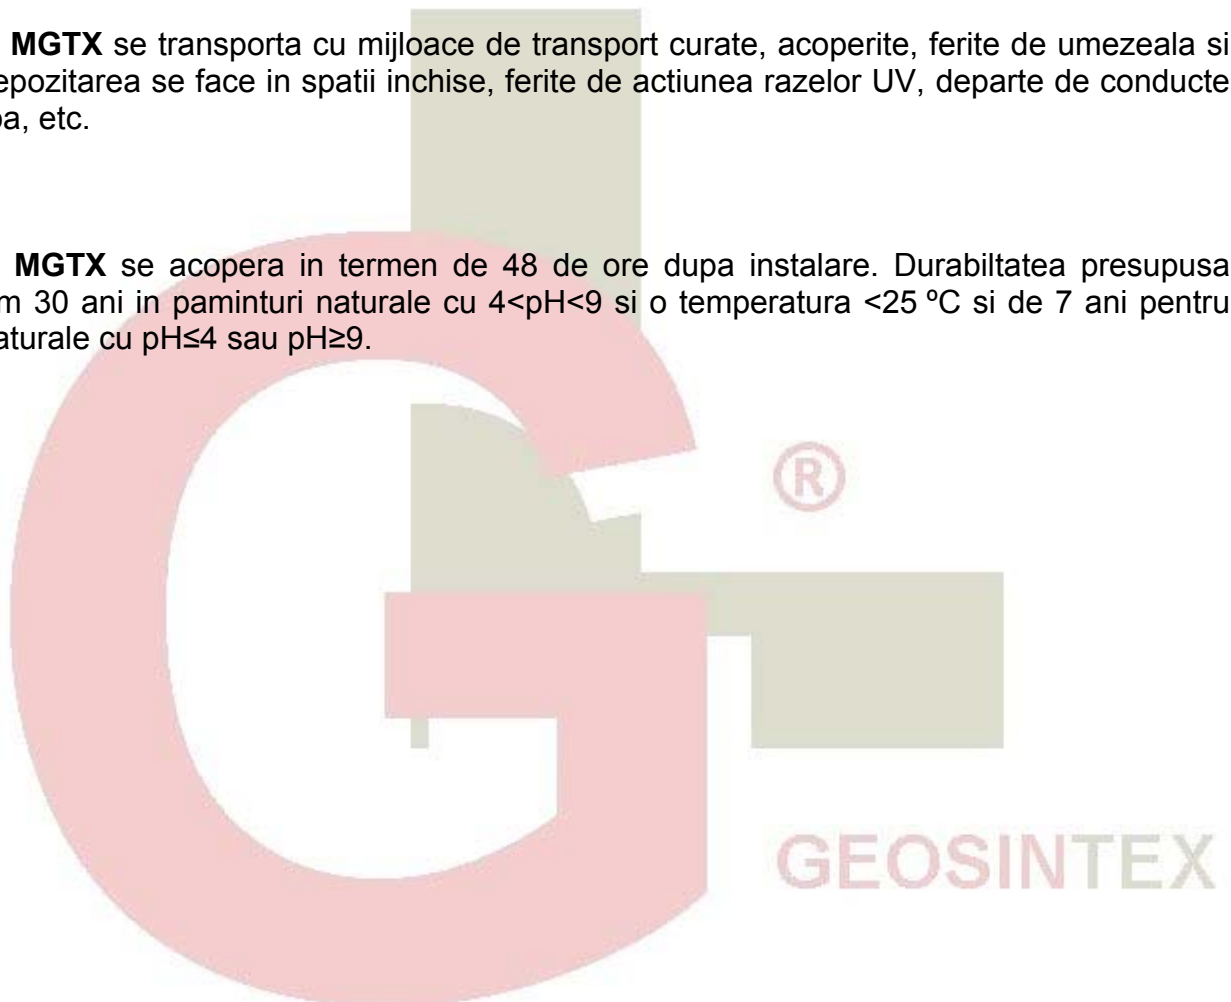 MGTX se transporta cu mijloace de transport curate, acoperite, ferite de umezeala si
epozitarea se face in spatii inchise, ferite de actiunea razelor UV, departe de conducte
pa, etc.
MGTX se acopera in termen de 48 de ore dupa instalare. Durabiltatea presupusa
m 30 ani in paminturi naturale cu 4<pH<9 si o temperatura <25 ºC si de 7 ani pentru
aturale cu pH≤4 sau pH≥9.
G
®
GEOSINTEX